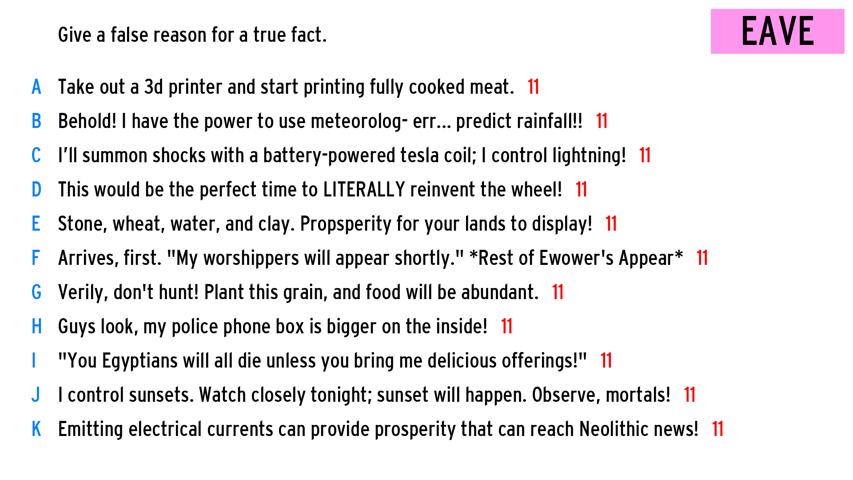 Give a false reason for a true fact.
EAVE
A Take out a 3d printer and start printing fully cooked meat. 11
B Behold! I have the power to use meteorolog- err... predict rainfall!! 11
C I'll summon shocks with a battery-powered tesla coil; I control lightning! 11
D This would be the perfect time to LITERALLY reinvent the wheel! 11
E Stone, wheat, water, and clay. Propsperity for your lands to display! 11
F Arrives, first. "My worshippers will appear shortly." *Rest of Ewower's Appear* 11
G Verily, don't hunt! Plant this grain, and food will be abundant. 11
H Guys look, my police phone box is bigger on the inside! 11
I "You Egyptians will all die unless you bring me delicious offerings!" 11
J I control sunsets. Watch closely tonight; sunset will happen. Observe, mortals! 11
K Emitting electrical currents can provide prosperity that can reach Neolithic news! 11